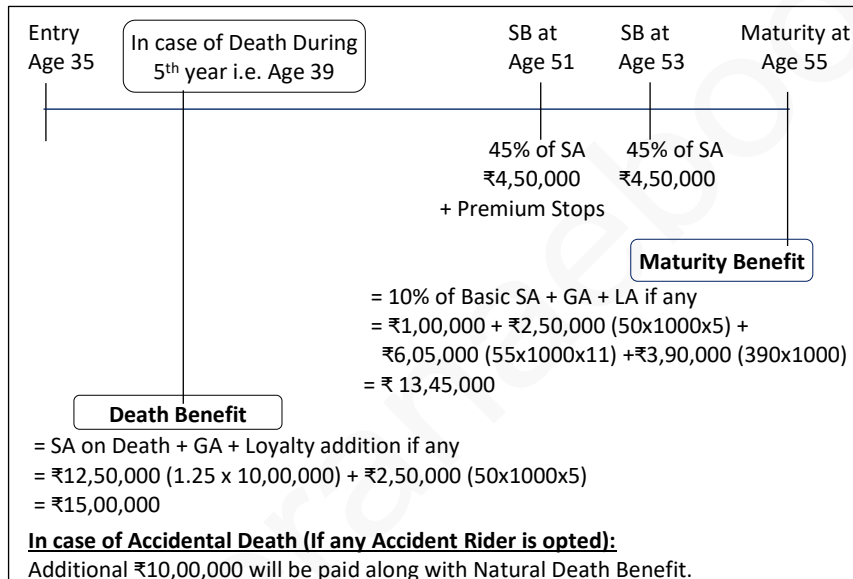 Entry
Age 35
In case of Death During
5th year i.e. Age 39
SB at
Age 51
SB at
Age 53
Maturity at
Age 55
45% of SA
₹4,50,000
+ Premium Stops
45% of SA
₹4,50,000
Maturity Benefit
= 10% of Basic SA + GA + LA if any
= ₹1,00,000 + ₹2,50,000 (50x1000x5) +
₹6,05,000 (55x1000x11) +₹3,90,000 (390x1000)
= ₹ 13,45,000
Death Benefit
= SA on Death + GA + Loyalty addition if any
= ₹12,50,000 (1.25 x 10,00,000) + ₹2,50,000 (50x1000x5)
= ₹15,00,000
In case of Accidental Death (If any Accident Rider is opted):
Additional ₹10,00,000 will be paid along with Natural Death Benefit.